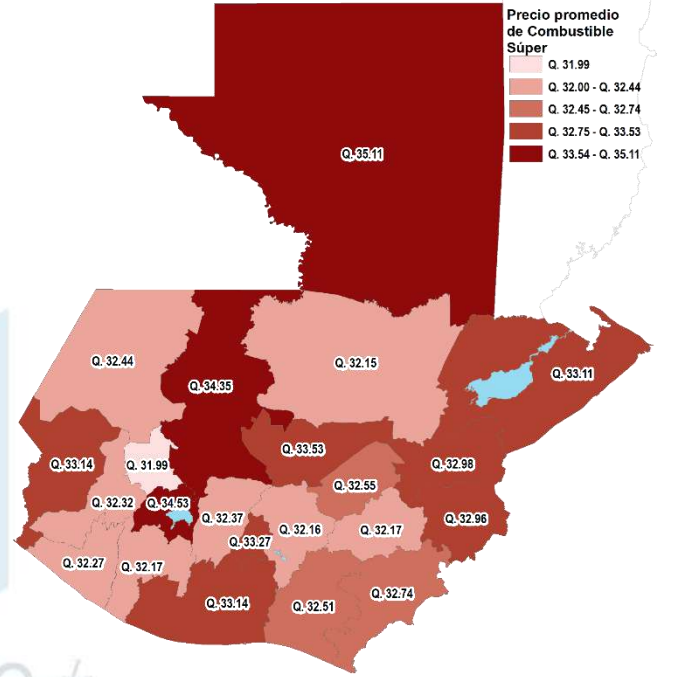 Precio promedio
de Combustible
Súper
Q. 31.99
Q. 32.00 - Q. 32.44
Q. 32.45 - Q. 32.74
Q. 32.75 - Q. 33.53
Q. 33.54 - Q. 35.11
Q. 35.11
Q. 32.44
Q. 32.15
Q. 34.35
Q. 33.11
Q. 33.53
Q. 33.14
Q. 31.99
Q. 32.98
Q. 32.55
Q. 32.32
Q. 34.53
Q. 32.37
Q. 32.96
Q. 32.16
Q. 32.17
Q. 33.27
Q. 32.27
Q. 32.17
Q. 32.74
Q. 33.14
Q. 32.51